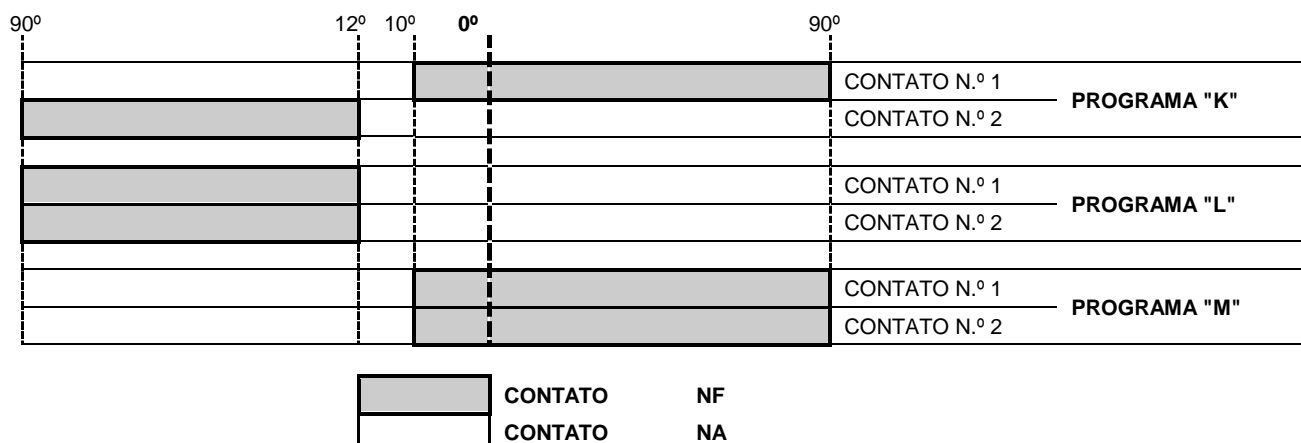 90º 12º 10º 0º 90º
CONTATO N.º 1
PROGRAMA "K"
CONTATO N.º 2
CONTATO N.º 1
PROGRAMA "L"
CONTATO N.º 2
CONTATO N.º 1
PROGRAMA "M"
CONTATO N.º 2
CONTATO NF
CONTATO NA